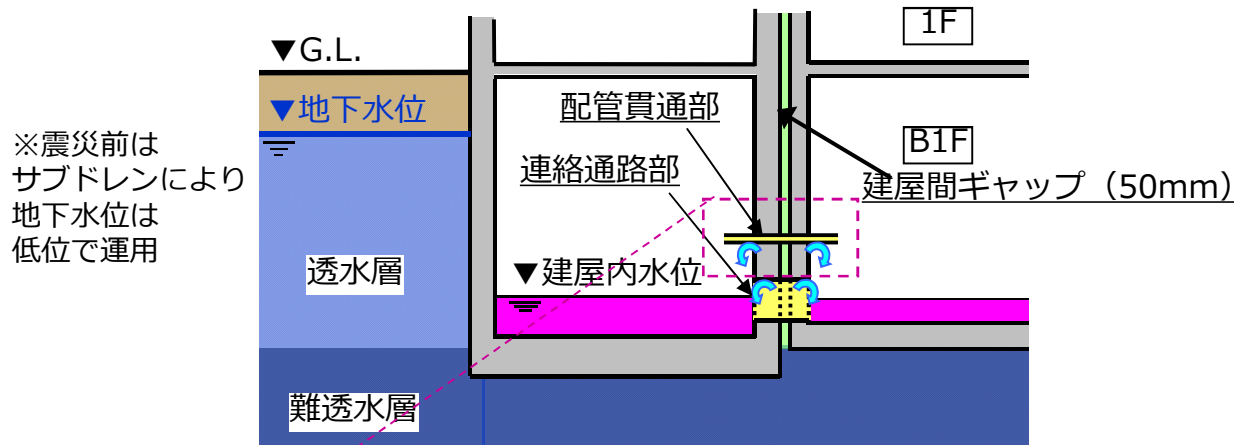 ▼G.L.
1F
▼地下水位
配管貫通部
※震災前は
サブドレンにより
地下水位は
低位で運用
B1F
連絡通路部
建屋間ギャップ（50mm）
透水層
▼建屋内水位
難透水層